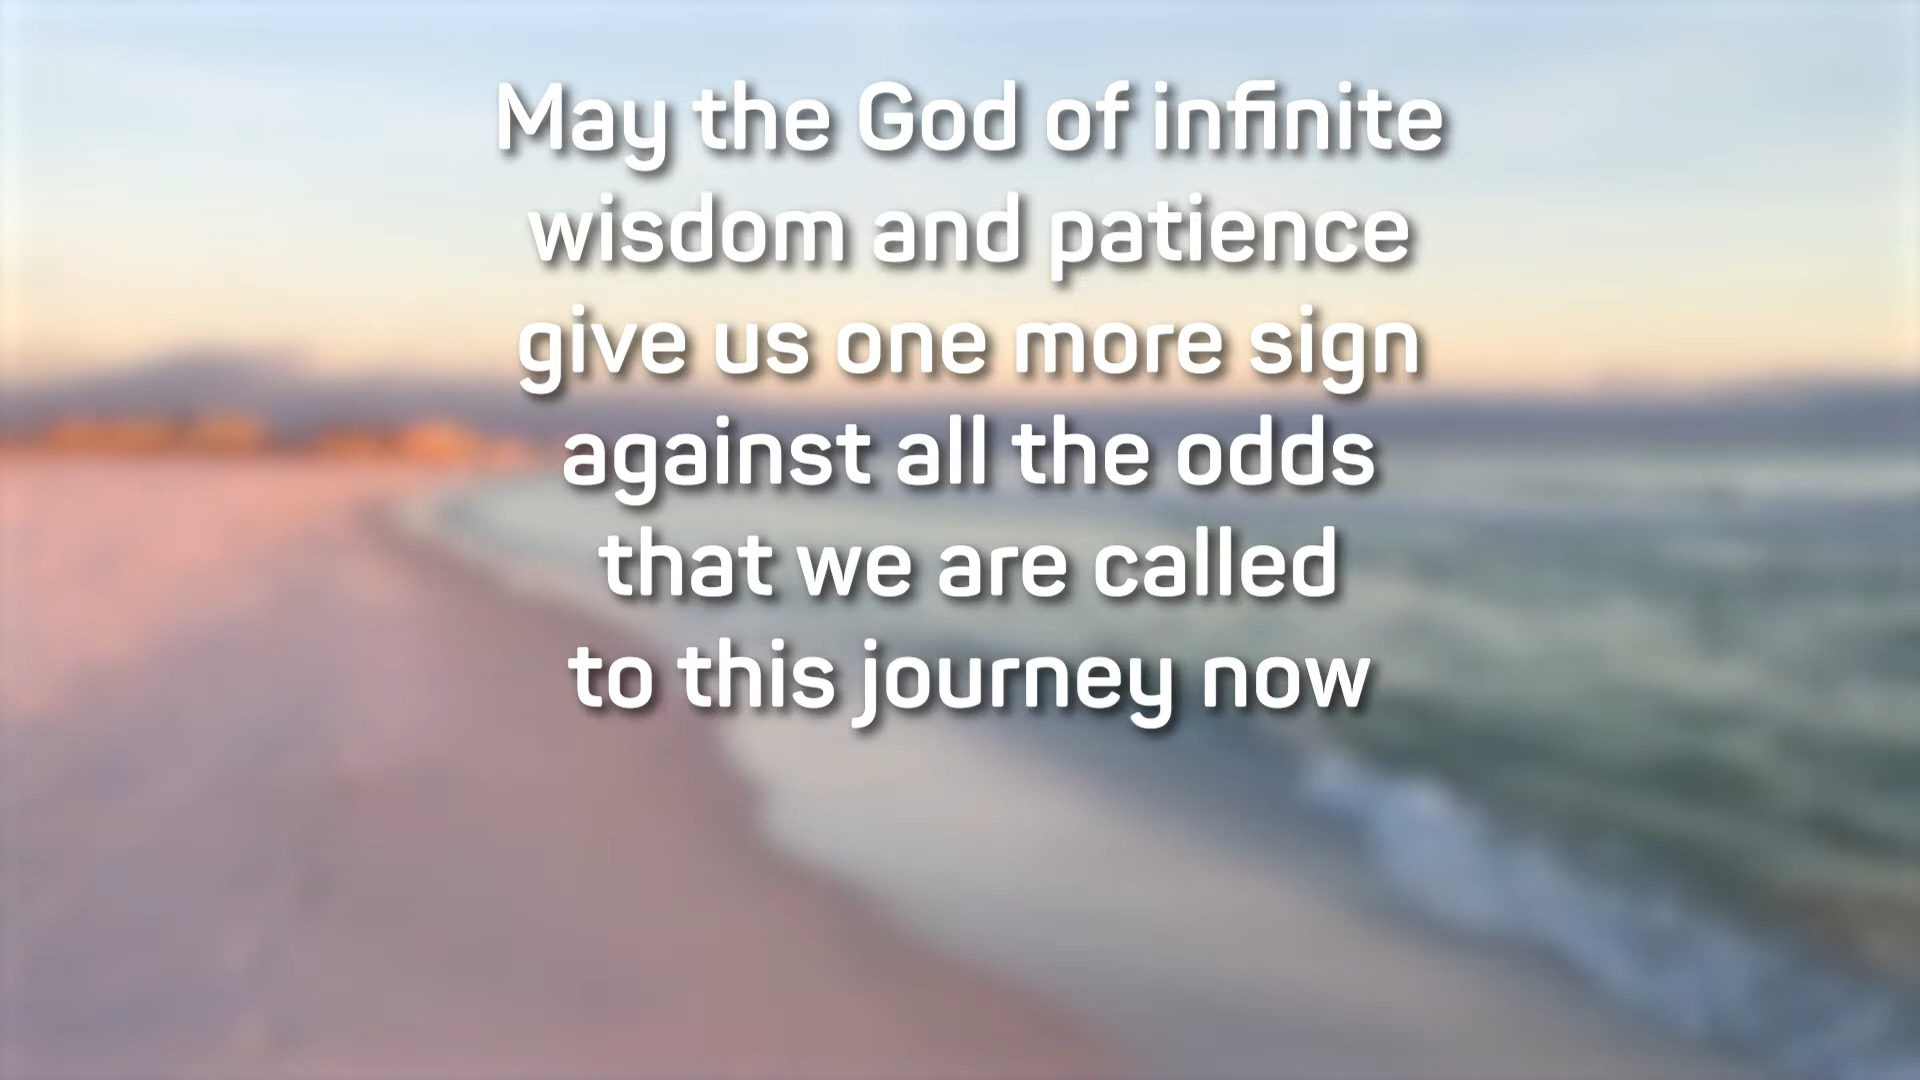 May the God of infinite
wisdom and patience
give us one more sign
against all the odds
that we are called
to this journey now